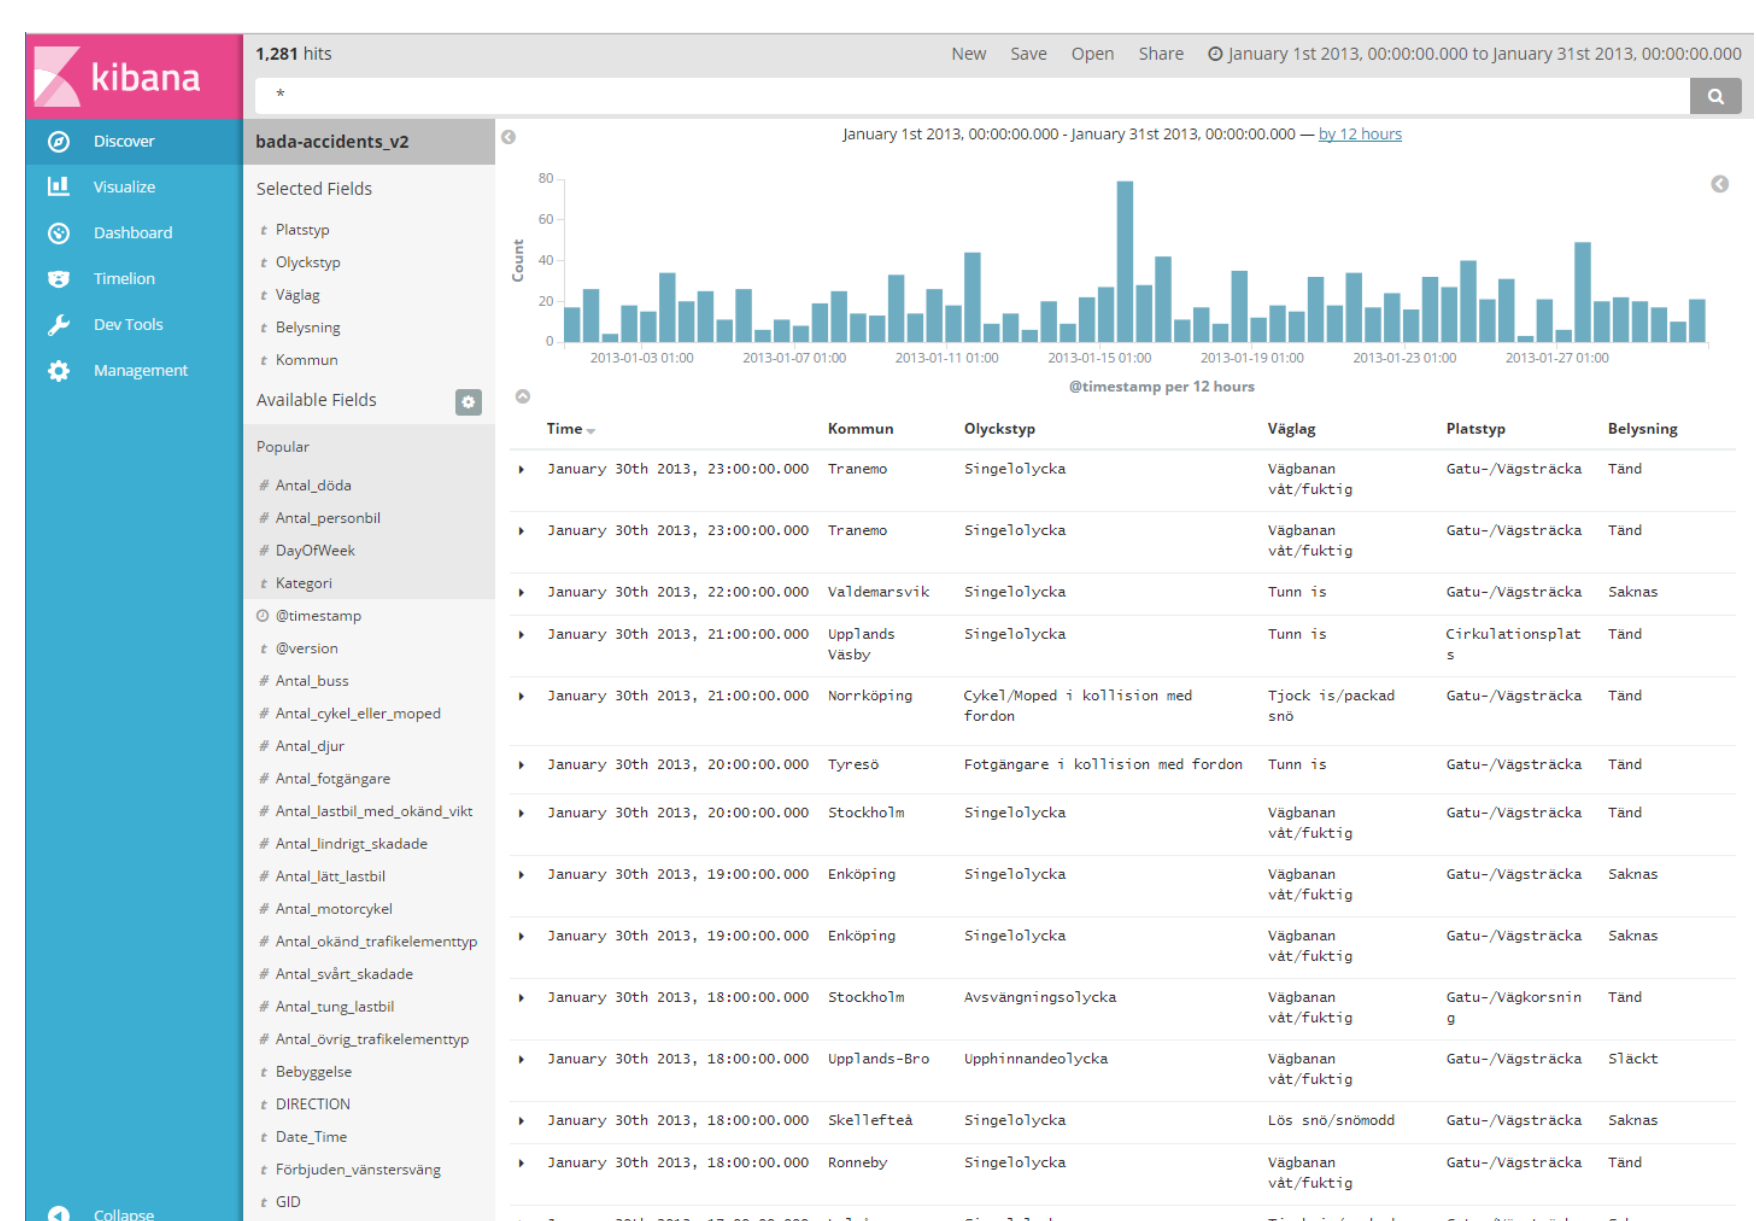 kibana
1,281 hits
New Save Open Share January 1st 2013, 00:00:00.000 to January 31st 2013, 00:00:00.000
*
Discover
Visualize
Dashboard
Timelion
Dev Tools
Management
Collapse
bada-accidents_v2
Selected Fields
t Platstyp
t Olyckstyp
t Väglag
t Belysning
t Kommun
Available Fields
Popular
# Antal_döda
# Antal_personbil
# DayOfWeek
t Kategori
@timestamp
t @version
# Antal_buss
# Antal_cykel_eller_moped
# Antal_djur
# Antal_fotgängare
# Antal_lastbil_med_okänd_vikt
# Antal_lindrigt_skadade
# Antal_lätt_lastbil
# Antal_motorcykel
# Antal_okänd_trafikelementtyp
# Antal_svårt_skadade
# Antal_tung_lastbil
# Antal_övrig_trafikelementtyp
t Bebyggelse
t DIRECTION
t Date_Time
t Förbjuden_vänstersväng
t GID
January 1st 2013, 00:00:00.000 - January 31st 2013, 00:00:00.000 — by 12 hours
Count
80
60
40
20
0
2013-01-03 01:00 2013-01-07 01:00 2013-01-11 01:00 2013-01-15 01:00 2013-01-19 01:00 2013-01-23 01:00 2013-01-27 01:00
@timestamp per 12 hours
Time Kommun Olyckstyp Väglag Platstyp Belysning
January 30th 2013, 23:00:00.000 Tranemo Singelolycka Vägbanan Gatu-/Vägsträcka Tänd
våt/fuktig
January 30th 2013, 23:00:00.000 Tranemo Singelolycka Vägbanan Gatu-/Vägsträcka Tänd
våt/fuktig
January 30th 2013, 22:00:00.000 Valdemarsvik Singelolycka Tunn is Gatu-/Vägsträcka Saknas
January 30th 2013, 21:00:00.000 Upplands Singelolycka Tunn is Cirkulationsplat Tänd
Väsby s
January 30th 2013, 21:00:00.000 Norrköping Cykel/Moped i kollision med Tjock is/packad Gatu-/Vägsträcka Tänd
fordon snö
January 30th 2013, 20:00:00.000 Tyresö Fotgängare i kollision med fordon Tunn is Gatu-/Vägsträcka Tänd
January 30th 2013, 20:00:00.000 Stockholm Singelolycka Vägbanan Gatu-/Vägsträcka Tänd
våt/fuktig
January 30th 2013, 19:00:00.000 Enköping Singelolycka Vägbanan Gatu-/Vägsträcka Saknas
våt/fuktig
January 30th 2013, 19:00:00.000 Enköping Singelolycka Vägbanan Gatu-/Vägsträcka Saknas
våt/fuktig
January 30th 2013, 18:00:00.000 Stockholm Avsvängningsolycka Vägbanan Gatu-/Vägkorsnin Tänd
våt/fuktig g
January 30th 2013, 18:00:00.000 Upplands-Bro Upphinnandeolycka Vägbanan Gatu-/Vägsträcka Släckt
våt/fuktig
January 30th 2013, 18:00:00.000 Skellefteå Singelolycka Lös snö/snömodd Gatu-/Vägsträcka Saknas
January 30th 2013, 18:00:00.000 Ronneby Singelolycka Vägbanan Gatu-/Vägsträcka Tänd
våt/fuktig